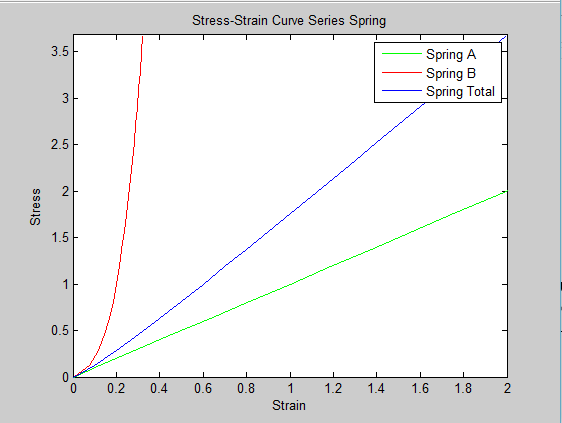 Stress-Strain Curve Series Spring
Spring A
Spring B
Spring Total
3.5
3
2.5
2
1.5
1
0.5
0
Stress
0 0.2 0.4 0.6 0.8 1 1.2 1.4 1.6 1.8 2
Strain